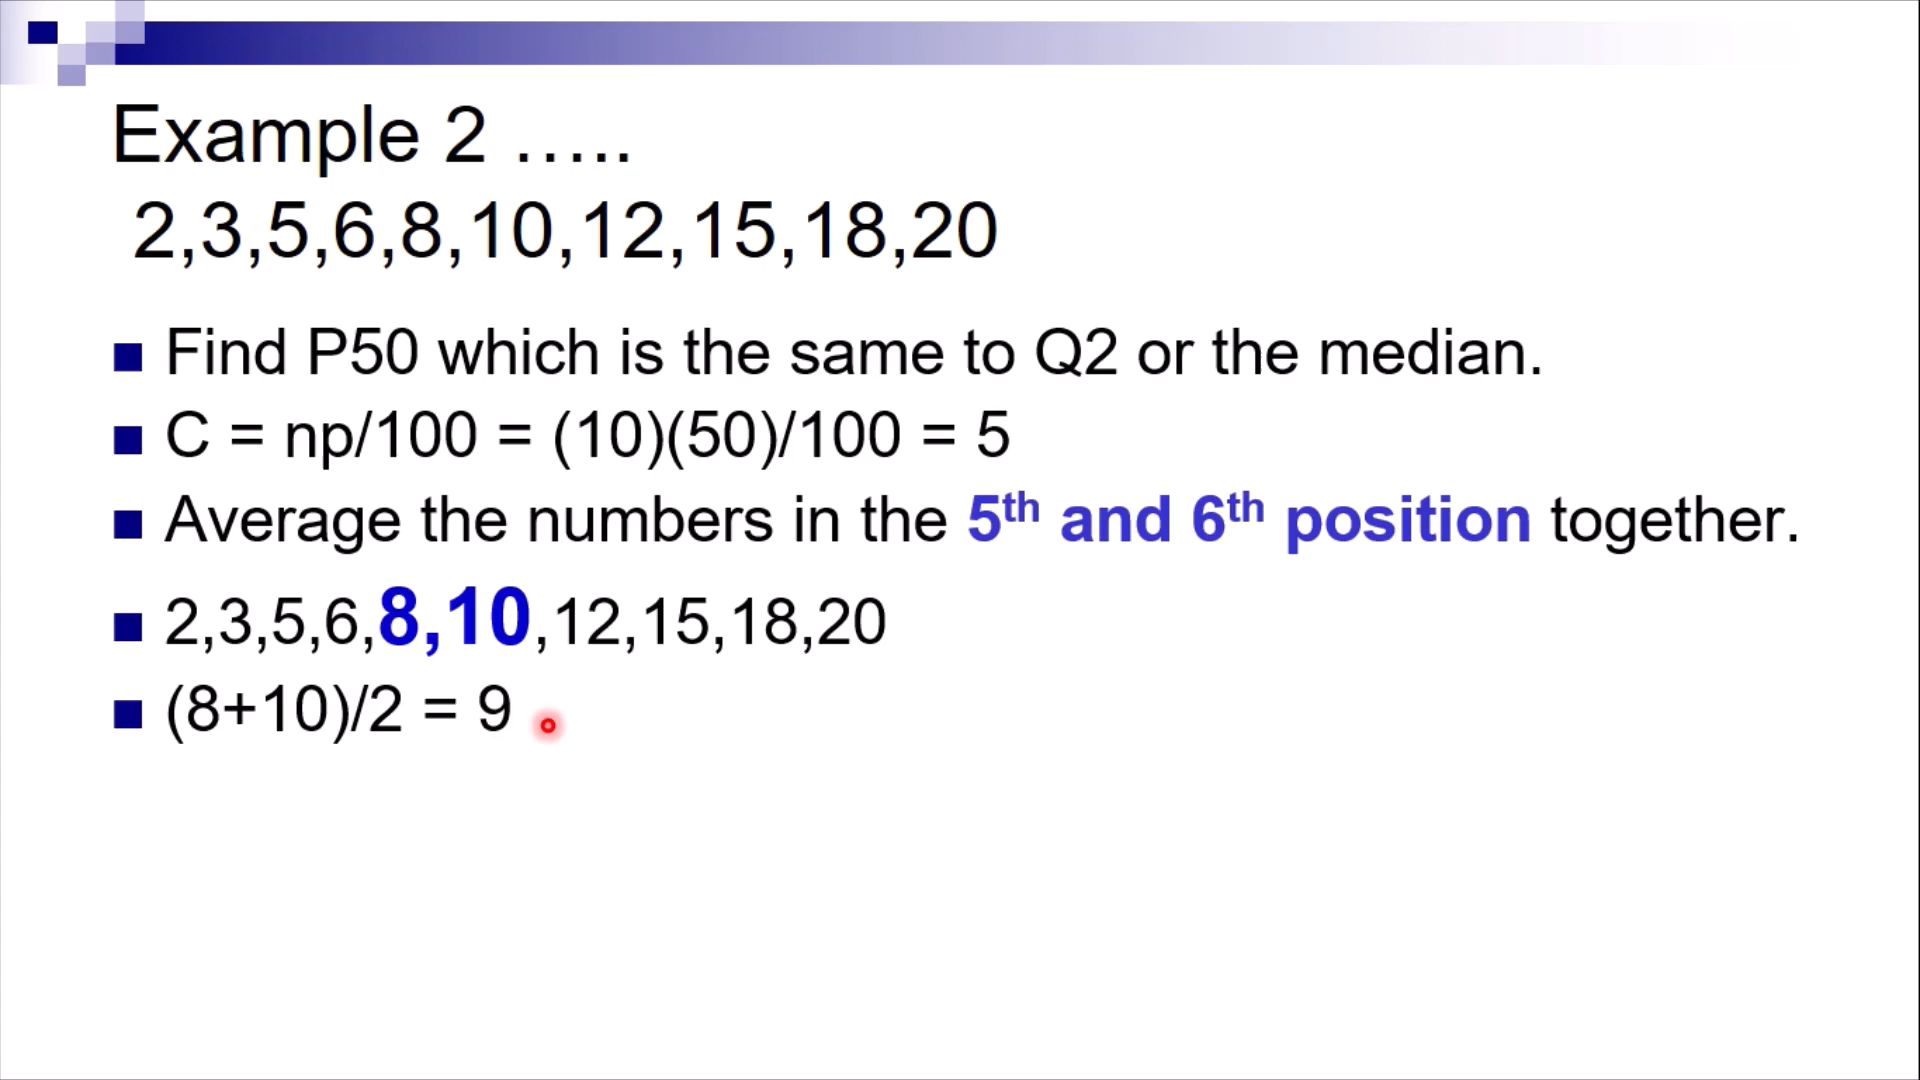 Example 2 …..
2,3,5,6,8,10,12,15,18,20
Find P50 which is the same to Q2 or the median.
C = np/100 = (10)(50)/100 = 5
Average the numbers in the 5th and 6th position together.
2,3,5,6,8,10,12,15,18,20
(8+10)/2 = 9